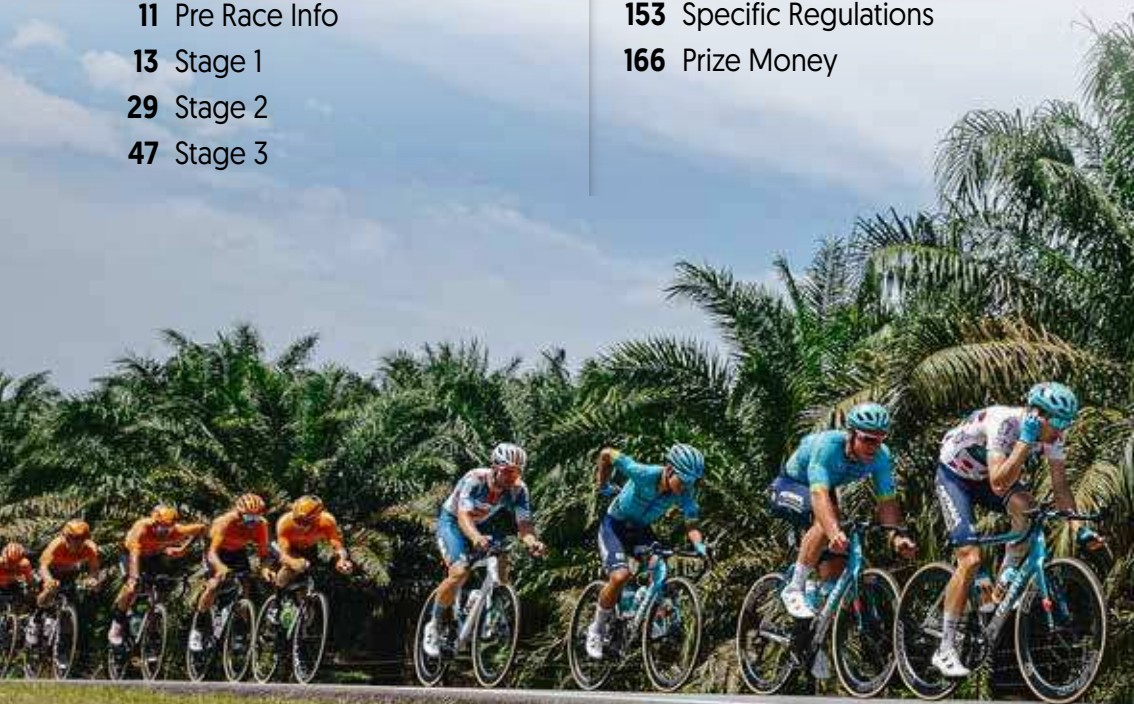 11 Pre Race Info
13 Stage 1
29 Stage 2
47 Stage 3
153 Specific Regulations
166 Prize Money